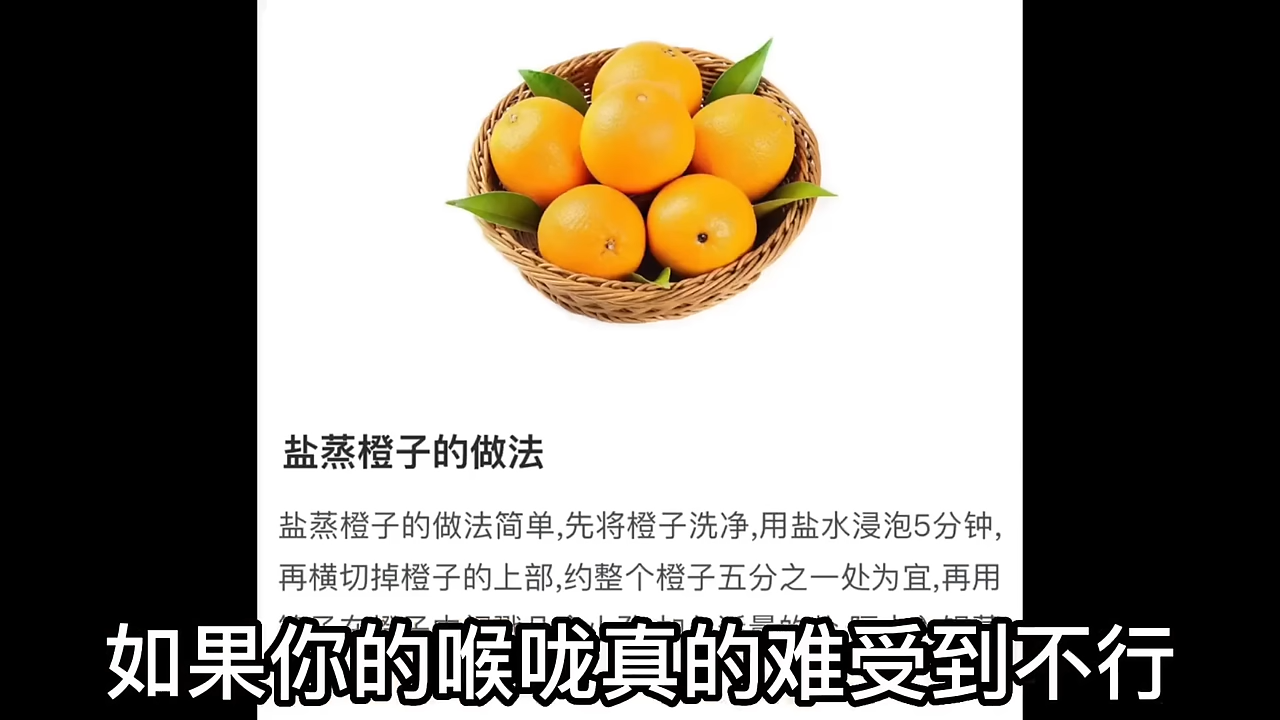 盐蒸橙子的做法
盐蒸橙子的做法简单,先将橙子洗净,用盐水浸泡5分钟,
再横切掉橙子的上部,约整个橙子五分之一处为宜,再用
如果你的喉咙真的难受到不行